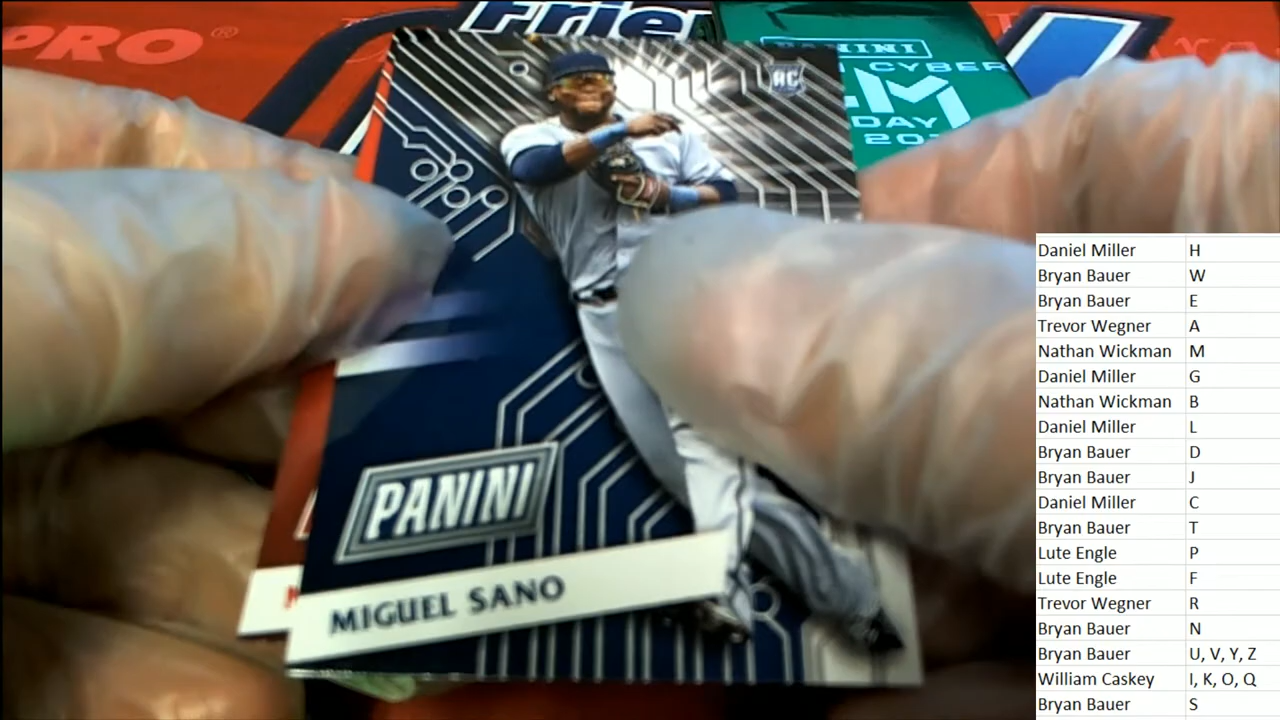 PRO®
Frie
PANINI
CYBER
DAY
RC
PANINI
MIGUEL SANO
Daniel Miller H
Bryan Bauer W
Bryan Bauer E
Trevor Wegner A
Nathan Wickman M
Daniel Miller G
Nathan Wickman B
Daniel Miller L
Bryan Bauer D
Bryan Bauer J
Daniel Miller C
Bryan Bauer T
Lute Engle P
Lute Engle F
Trevor Wegner R
Bryan Bauer N
Bryan Bauer U, V, Y, Z
William Caskey I, K, O, Q
Bryan Bauer S